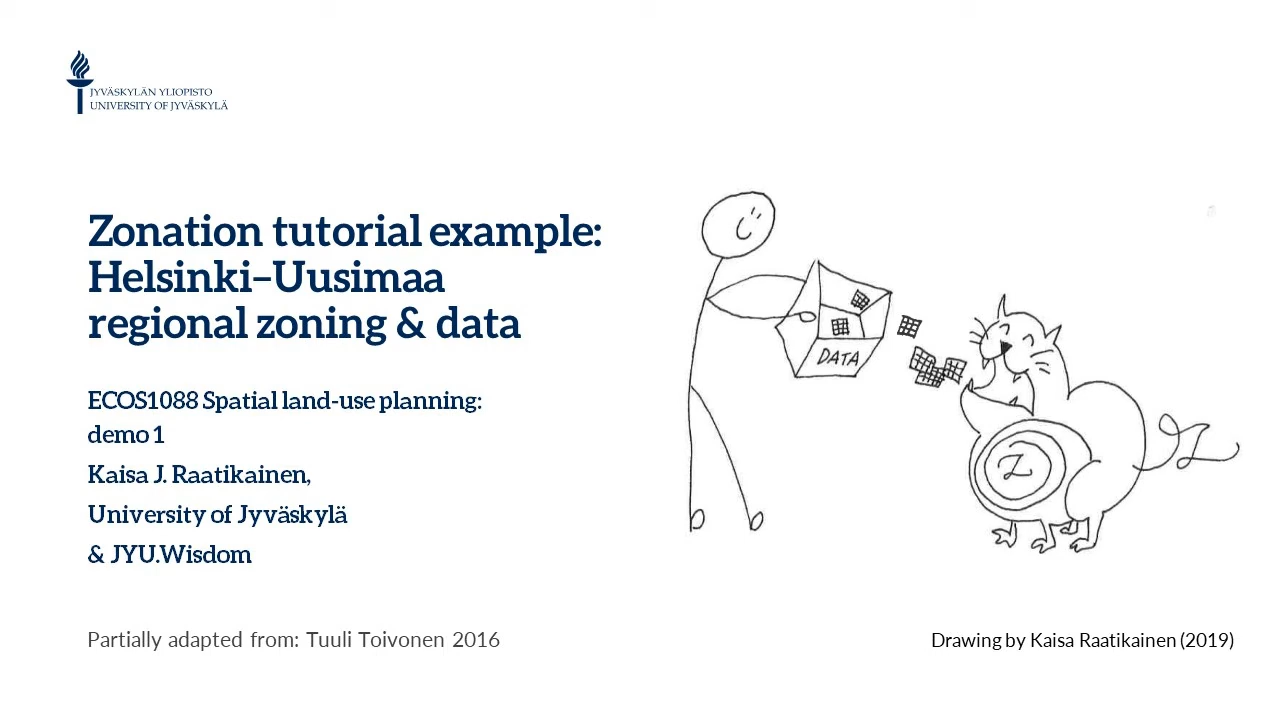 JYVÄSKYLÄN YLIOPISTO
UNIVERSITY OF JYVÄSKYLÄ
Zonation tutorial example:
Helsinki–Uusimaa
regional zoning & data
ECOS1088 Spatial land-use planning:
demo 1
Kaisa J. Raatikainen,
University of Jyväskylä
& JYU.Wisdom
DATA
Z
Z
Partially adapted from: Tuuli Toivonen 2016
Drawing by Kaisa Raatikainen (2019)